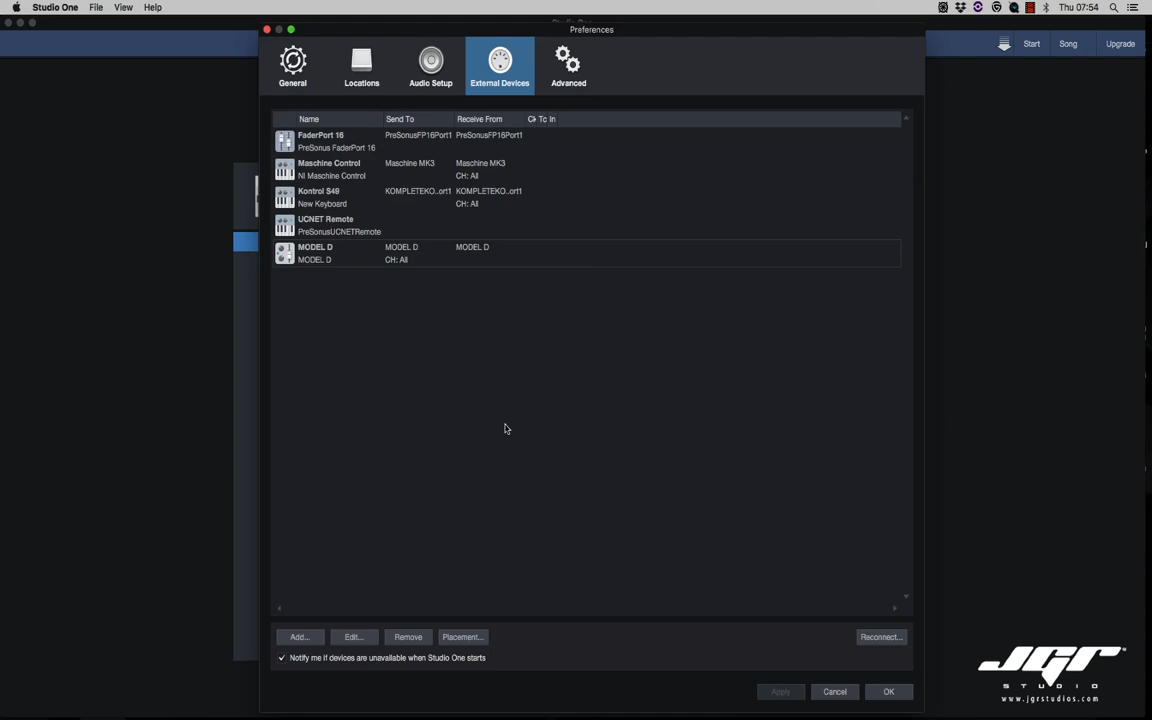 Studio One File View Help
Thu 07:54
Preferences
Start Song Upgrade
General Locations Audio Setup External Devices Advanced
Name Send To Receive From Clk Tc In
FaderPort 16 PreSonusFP16Port1 PreSonusFP16Port1
PreSonus FaderPort 16
Maschine Control Maschine MK3 Maschine MK3
NI Maschine Control CH: All
Kontrol S49 KOMPLETEKO..ort1 KOMPLETEKO..ort1
New Keyboard CH: All
UCNET Remote
PreSonusUCNETRemote
MODEL D MODEL D MODEL D
MODEL D CH: All
Add... Edit... Remove Placement... Reconnect...
Notify me if devices are unavailable when Studio One starts
Apply Cancel OK
JGR
STUDIO
www.jgrstudios.com